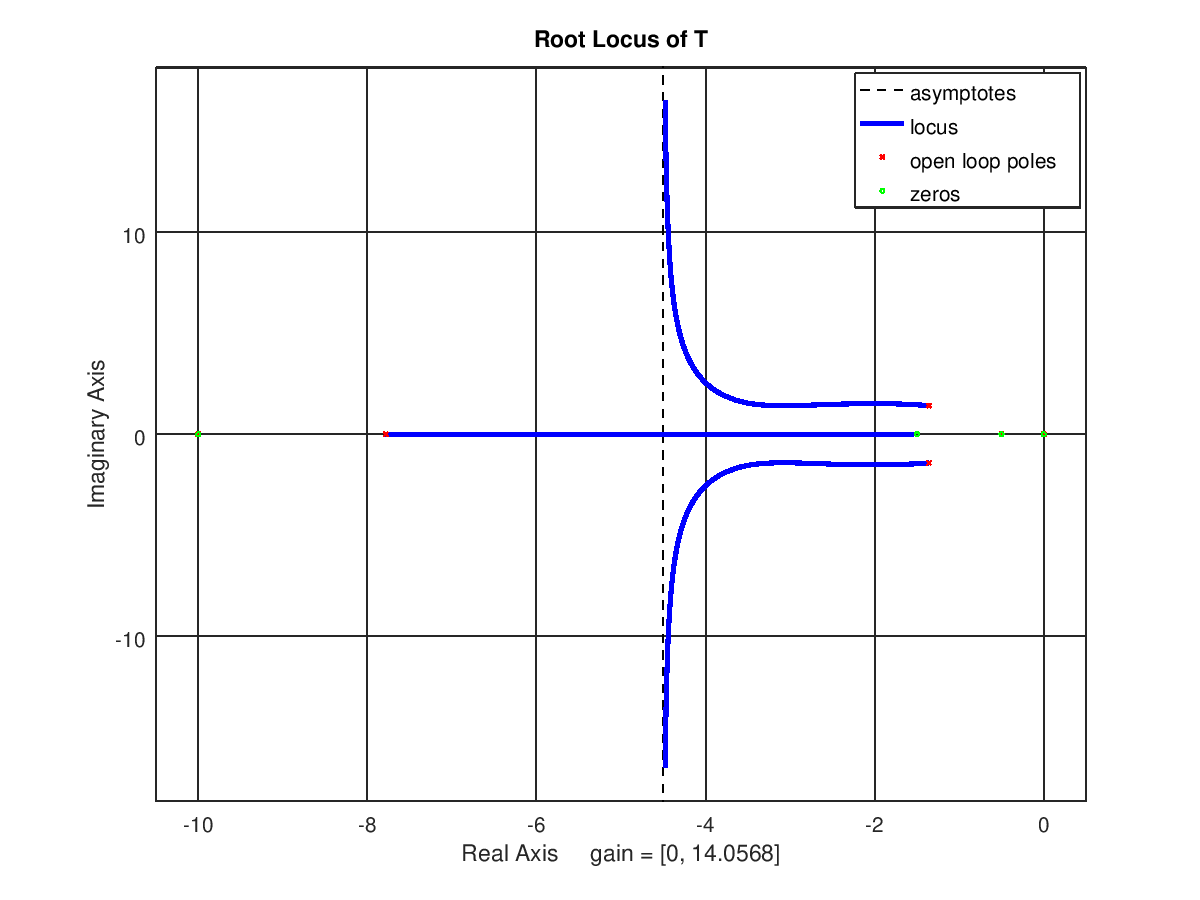 Root Locus of T
asymptotes
locus
open loop poles
zeros
10
0
-10
Imaginary Axis
-10
-8
-6
-4
-2
0
Real Axis gain = [0, 14.0568]